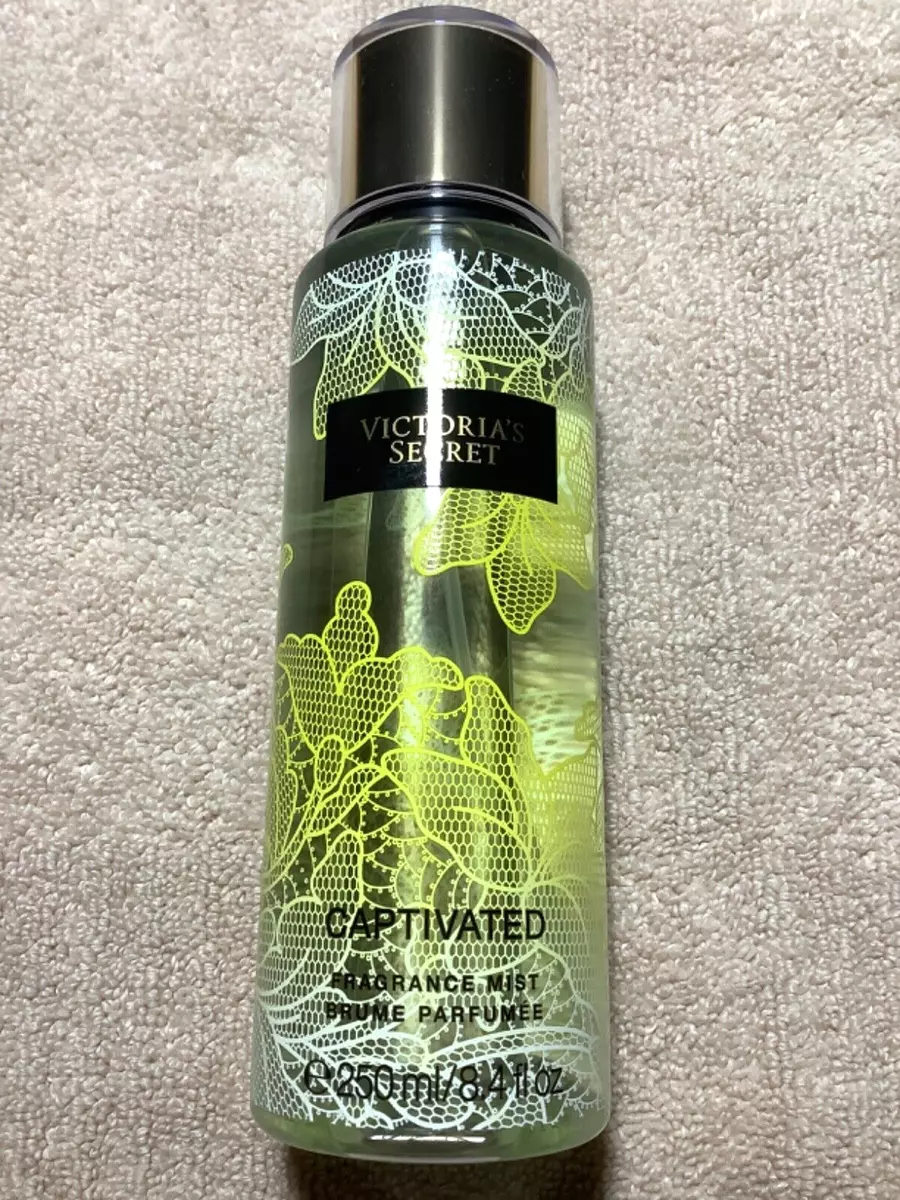 VICTORIA'S
SECRET
CAPTIVATED
FRAGRANCE MIST
BRUME PARFUMÉE
℮ 250 ml/8.4 fl oz